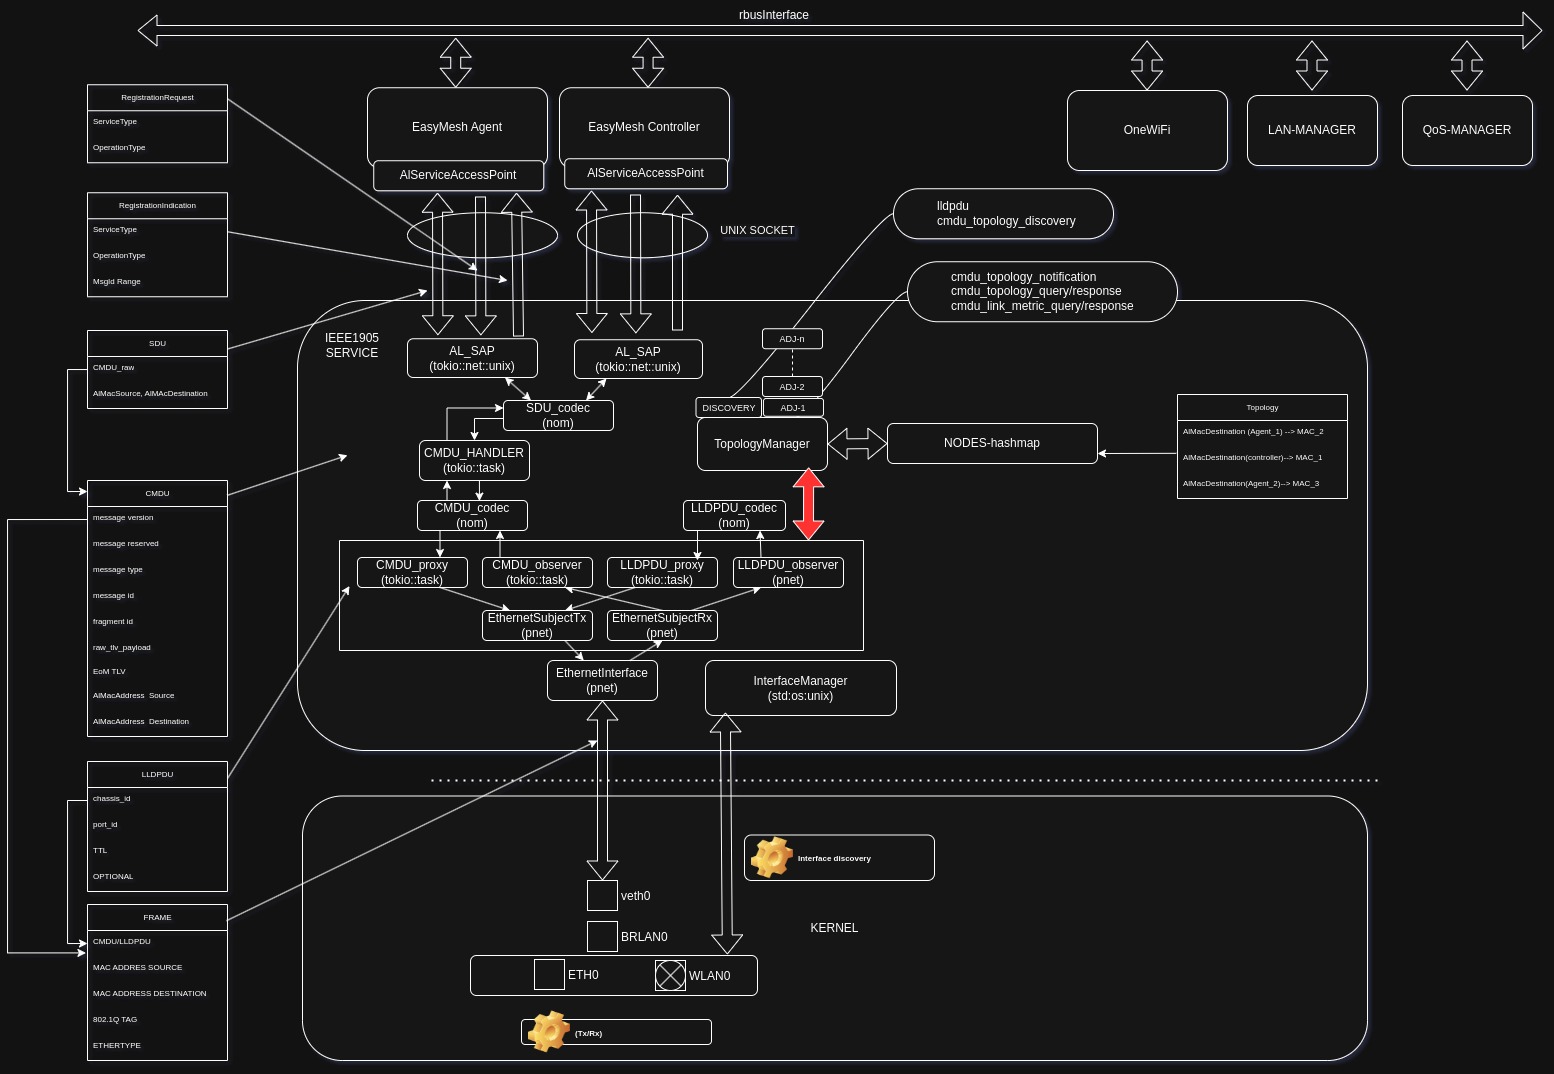 rbusInterface
EasyMesh Agent
AlServiceAccessPoint
EasyMesh Controller
AlServiceAccessPoint
OneWiFi
LAN-MANAGER
QoS-MANAGER
RegistrationRequest
ServiceType
OperationType
RegistrationIndication
ServiceType
OperationType
MsgId Range
UNIX SOCKET
lldpdu
cmdu_topology_discovery
cmdu_topology_notification
cmdu_topology_query/response
cmdu_link_metric_query/response
SDU
CMDU_raw
AlMacSource, AlMAcDestination
IEEE1905
SERVICE
AL_SAP
(tokio::net::unix)
AL_SAP
(tokio::net::unix)
SDU_codec
(nom)
CMDU_HANDLER
(tokio::task)
CMDU_codec
(nom)
ADJ-n
ADJ-2
DISCOVERY
ADJ-1
TopologyManager
NODES-hashmap
Topology
AlMacDestination (Agent_1) --> MAC_2
AlMacDestination(controller)--> MAC_1
AlMacDestination(Agent_2)--> MAC_3
LLDPDU_codec
(nom)
CMDU_proxy
(tokio::task)
CMDU_observer
(tokio::task)
LLDPDU_proxy
(tokio::task)
LLDPDU_observer
(pnet)
EthernetSubjectTx
(pnet)
EthernetSubjectRx
(pnet)
EthernetInterface
(pnet)
InterfaceManager
(std:os:unix)
CMDU
message version
message reserved
message type
message id
fragment id
raw_tlv_payload
EoM TLV
AlMacAddress  Source
AlMacAddress  Destination
LLDPDU
chassis_id
port_id
TTL
OPTIONAL
FRAME
CMDU/LLDPDU
MAC ADDRES SOURCE
MAC ADDRESS DESTINATION
802.1Q TAG
ETHERTYPE
Interface discovery
veth0
BRLAN0
KERNEL
ETH0
WLAN0
(Tx/Rx)